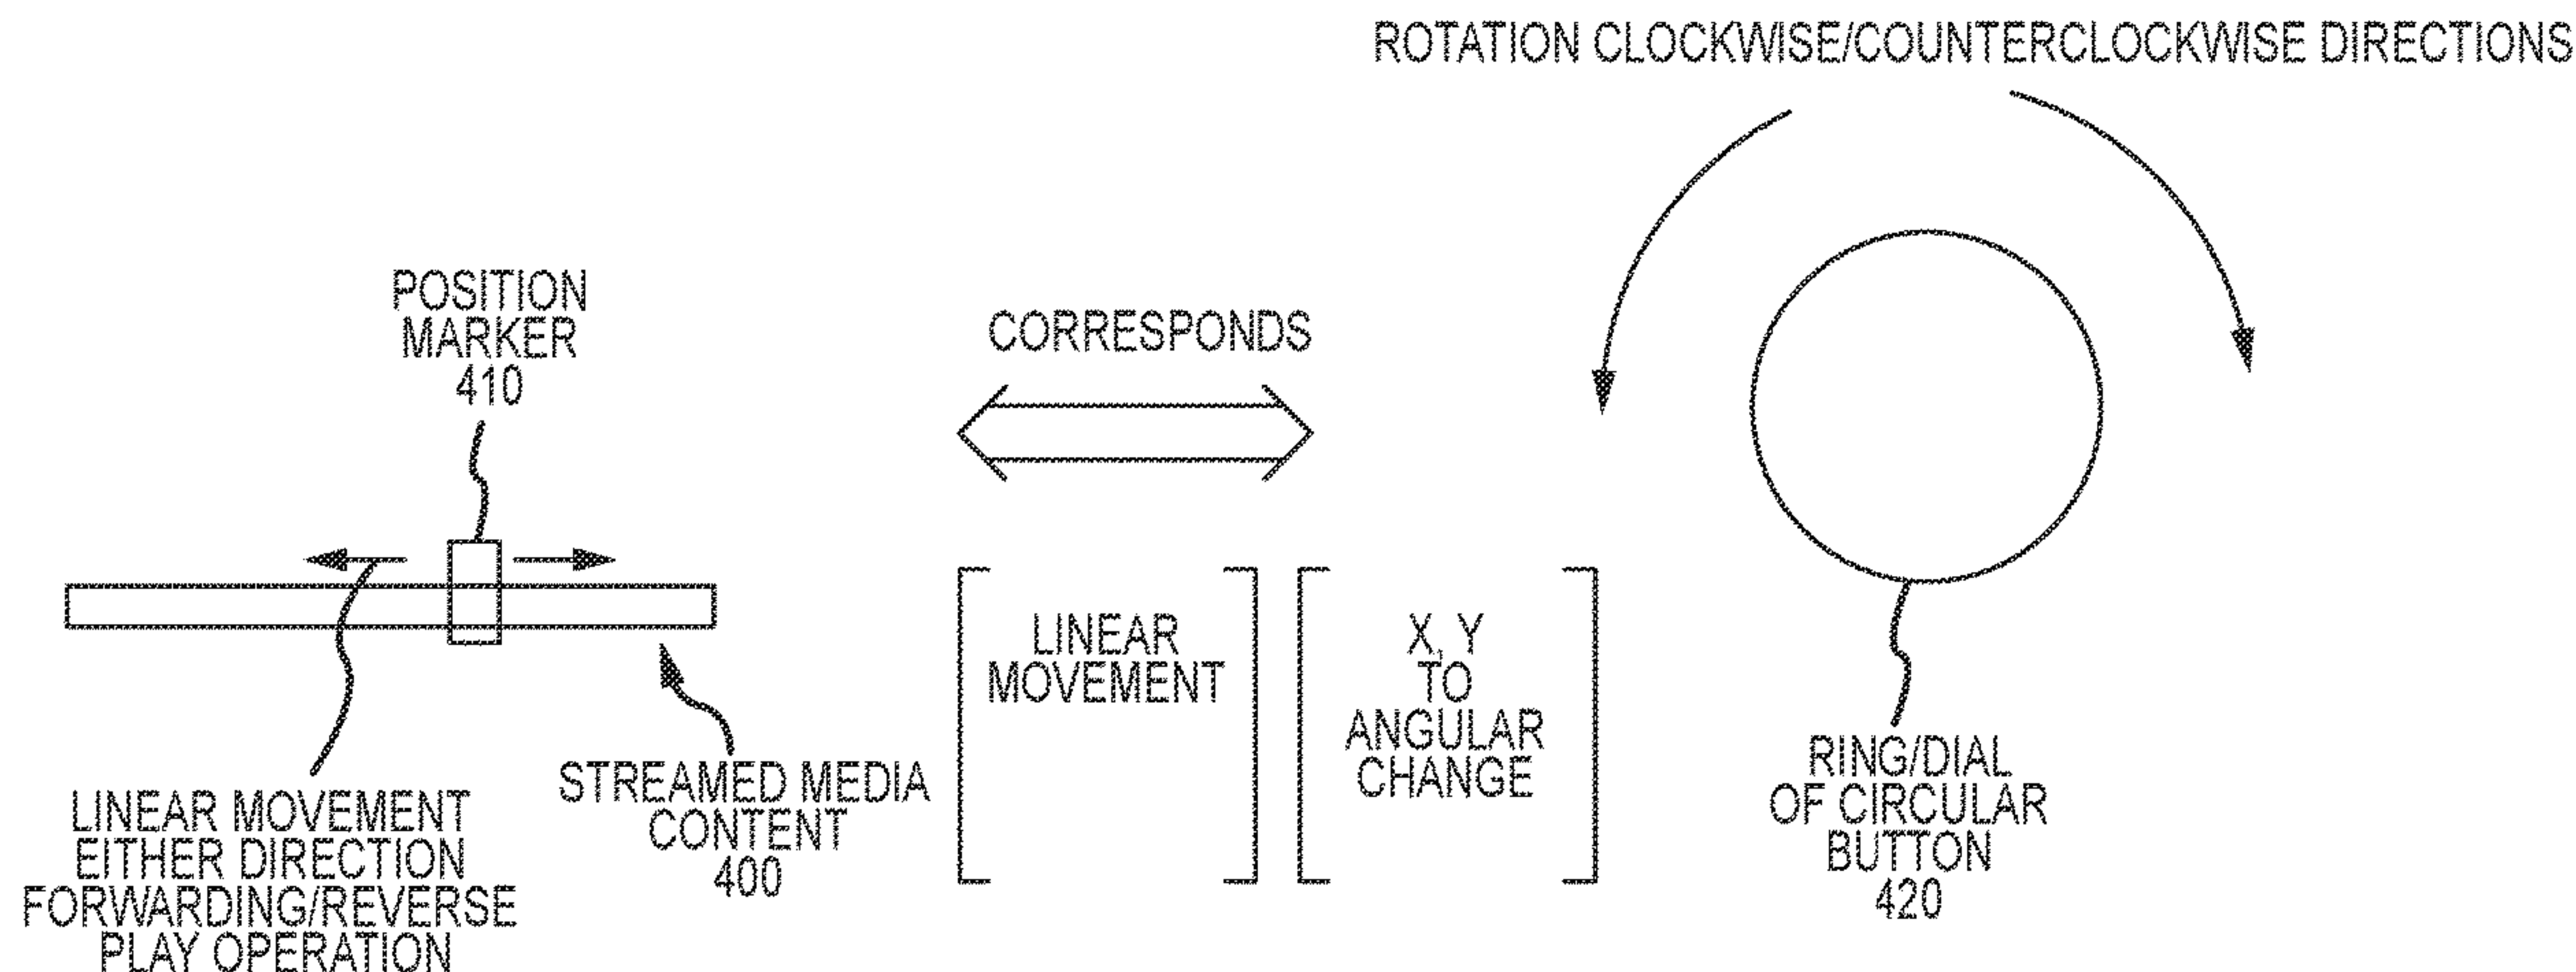 ROTATION CLOCKWISE/COUNTERCLOCKWISE DIRECTIONS
POSITION
MARKER
410
CORRESPONDS
LINEAR
MOVEMENT
X, Y
TO
ANGULAR
CHANGE
RING/DIAL
OF CIRCULAR
BUTTON
420
STREAMED MEDIA
CONTENT
400
LINEAR MOVEMENT
EITHER DIRECTION
FORWARDING/REVERSE
PLAY OPERATION